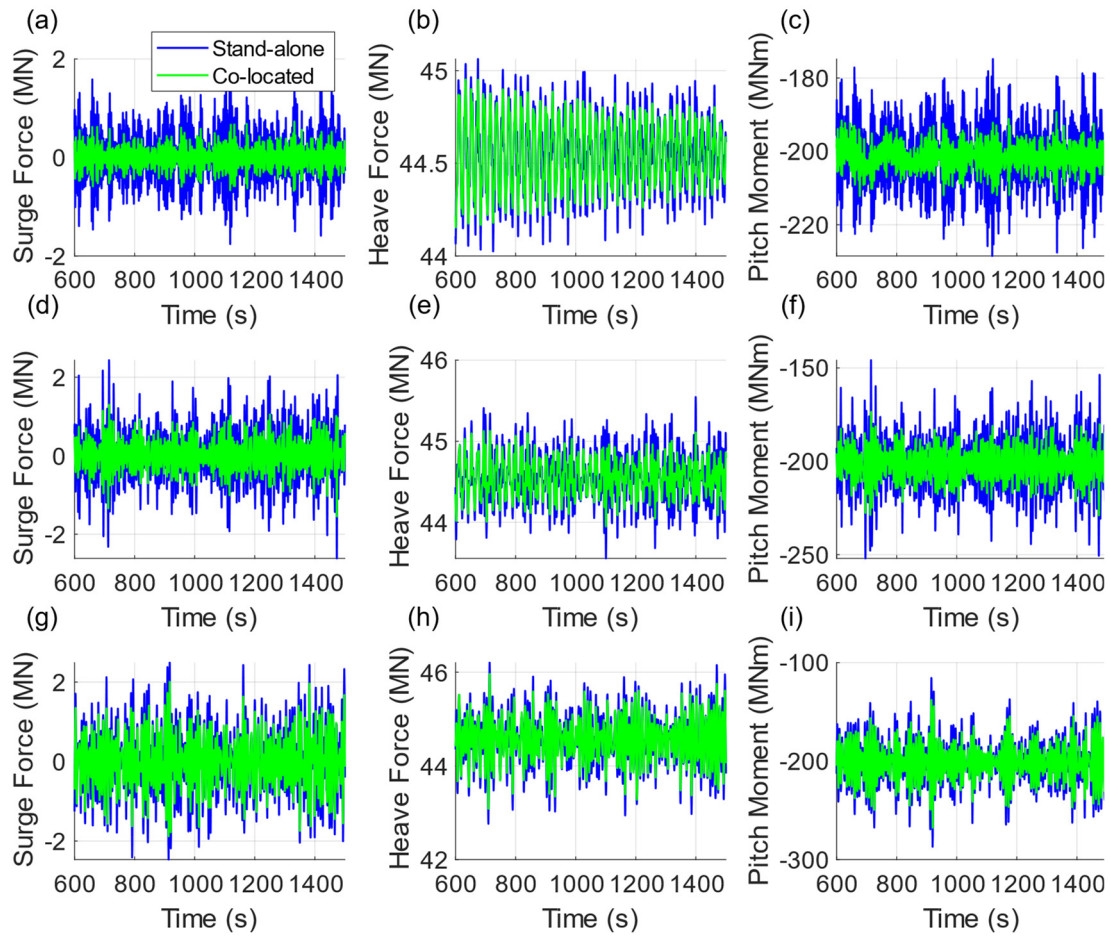 (a)
(b)
(c)
Stand-alone
Co-located
Surge Force (MN)
2
0
-2
600 800 1000 1200 1400
Time (s)
Heave Force (MN)
45
44.5
44
600 800 1000 1200 1400
Time (s)
Pitch Moment (MNm)
-180
-200
-220
600 800 1000 1200 1400
Time (s)
(d)
(e)
(f)
Surge Force (MN)
2
0
-2
600 800 1000 1200 1400
Time (s)
Heave Force (MN)
46
45
44
600 800 1000 1200 1400
Time (s)
Pitch Moment (MNm)
-150
-200
-250
600 800 1000 1200 1400
Time (s)
(g)
(h)
(i)
Surge Force (MN)
2
0
-2
600 800 1000 1200 1400
Time (s)
Heave Force (MN)
46
44
42
600 800 1000 1200 1400
Time (s)
Pitch Moment (MNm)
-100
-200
-300
600 800 1000 1200 1400
Time (s)